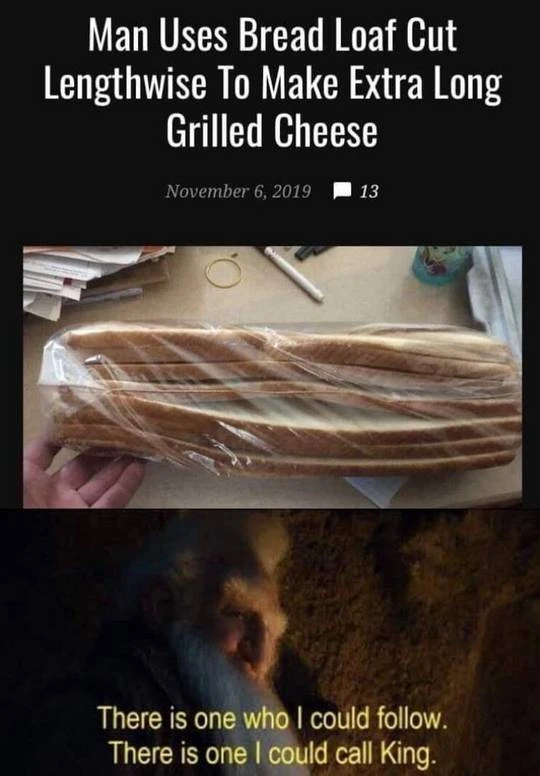 Man Uses Bread Loaf Cut
Lengthwise To Make Extra Long
Grilled Cheese
November 6, 2019 13
There is one who I could follow.
There is one I could call King.